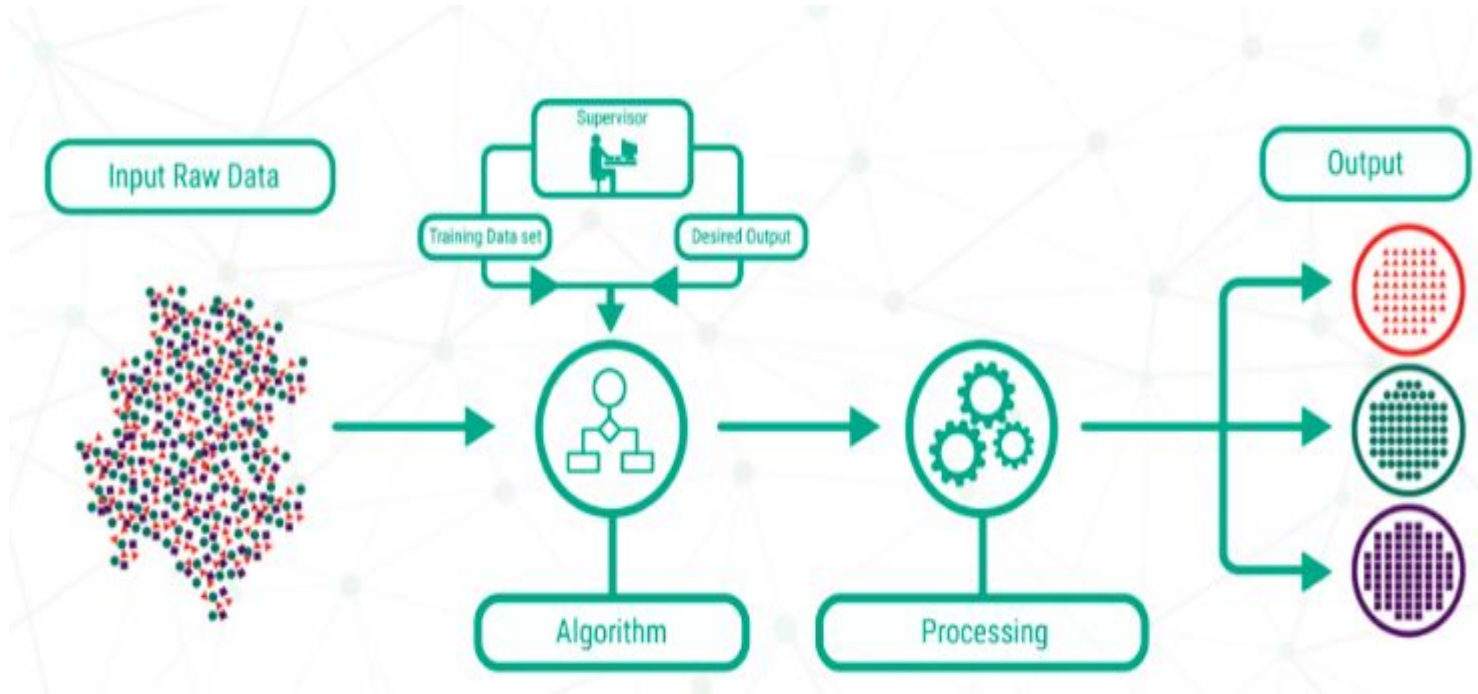 Input Raw Data
Supervisor
Training Data set
Desired Output
Output
Algorithm
Processing